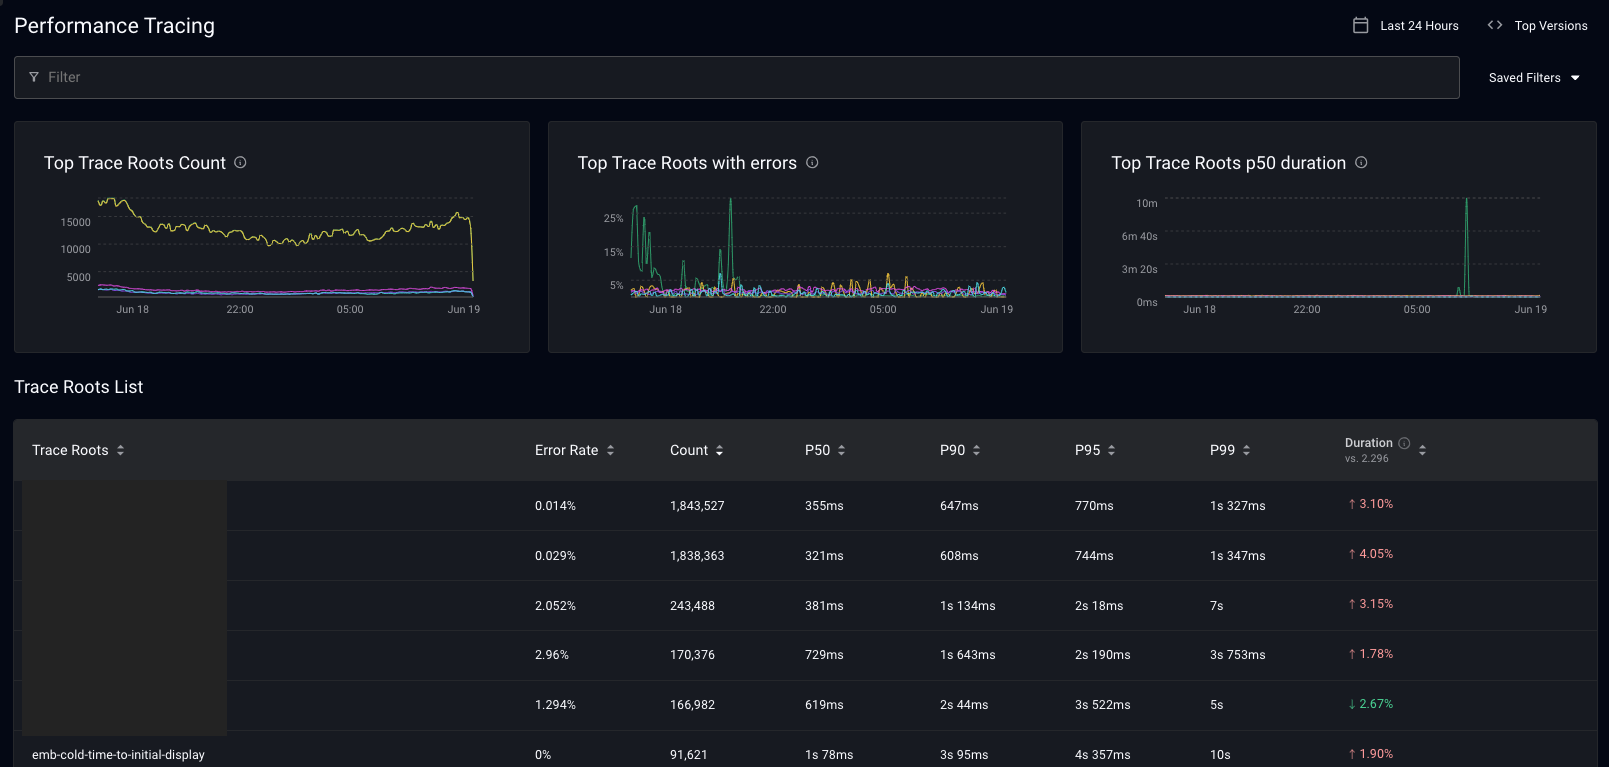 Performance Tracing
Last 24 Hours
Top Versions
Filter
Saved Filters
Top Trace Roots Count
15000
10000
5000
Jun 18 22:00 05:00 Jun 19
Top Trace Roots with errors
25%
15%
5%
Jun 18 22:00 05:00 Jun 19
Top Trace Roots p50 duration
10m
6m 40s
3m 20s
0ms
Jun 18 22:00 05:00 Jun 19
Trace Roots List
Trace Roots Error Rate Count P50 P90 P95 P99 Duration
vs. 2.296
0.014% 1,843,527 355ms 647ms 770ms 1s 327ms ↑ 3.10%
0.029% 1,838,363 321ms 608ms 744ms 1s 347ms ↑ 4.05%
2.052% 243,488 381ms 1s 134ms 2s 18ms 7s ↑ 3.15%
2.96% 170,376 729ms 1s 643ms 2s 190ms 3s 753ms ↑ 1.78%
1.294% 166,982 619ms 2s 44ms 3s 522ms 5s ↓ 2.67%
emb-cold-time-to-initial-display 0% 91,621 1s 78ms 3s 95ms 4s 357ms 10s ↑ 1.90%